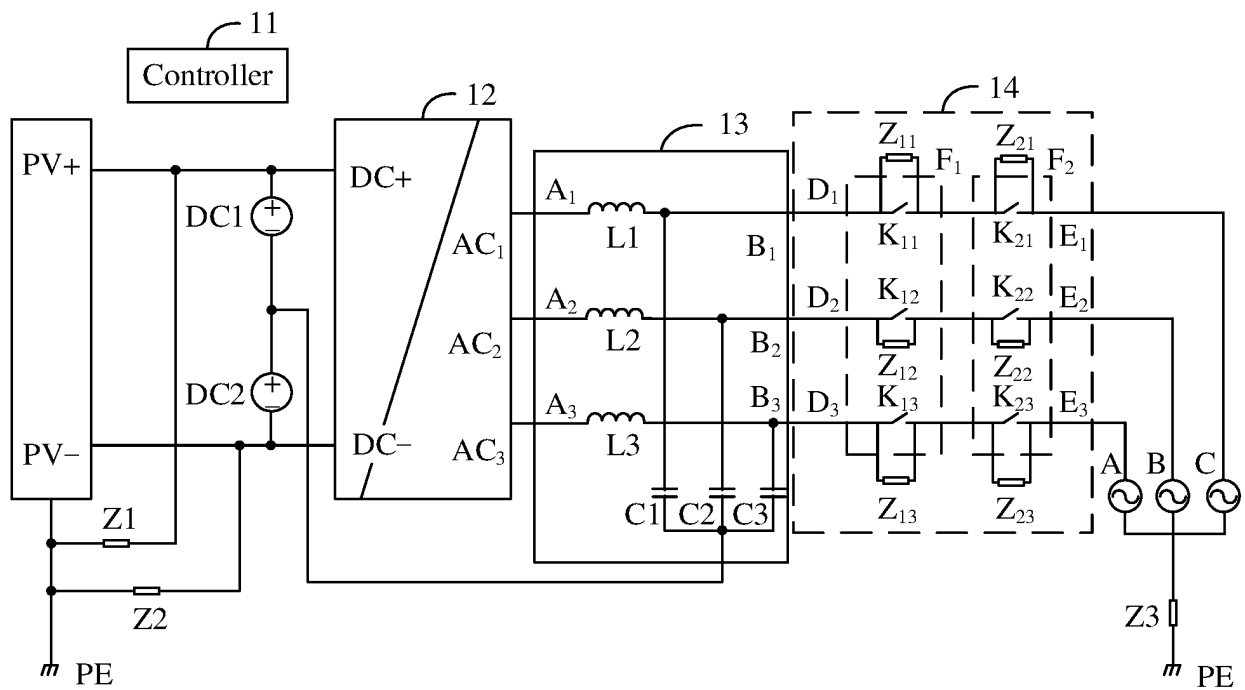 11
Controller
12
13
14
PV+
DC+
DC1
+
−
AC₁
A₁
L1
B₁
D₁
Z₁₁
F₁
K₁₁
Z₂₁
F₂
K₂₁
E₁
AC₂
A₂
L2
B₂
D₂
K₁₂
Z₁₂
K₂₂
Z₂₂
E₂
DC2
+
−
PV−
DC−
AC₃
A₃
L3
B₃
D₃
K₁₃
Z₁₃
K₂₃
Z₂₃
E₃
A
B
C
C1
C2
C3
Z1
Z2
Z3
PE
PE